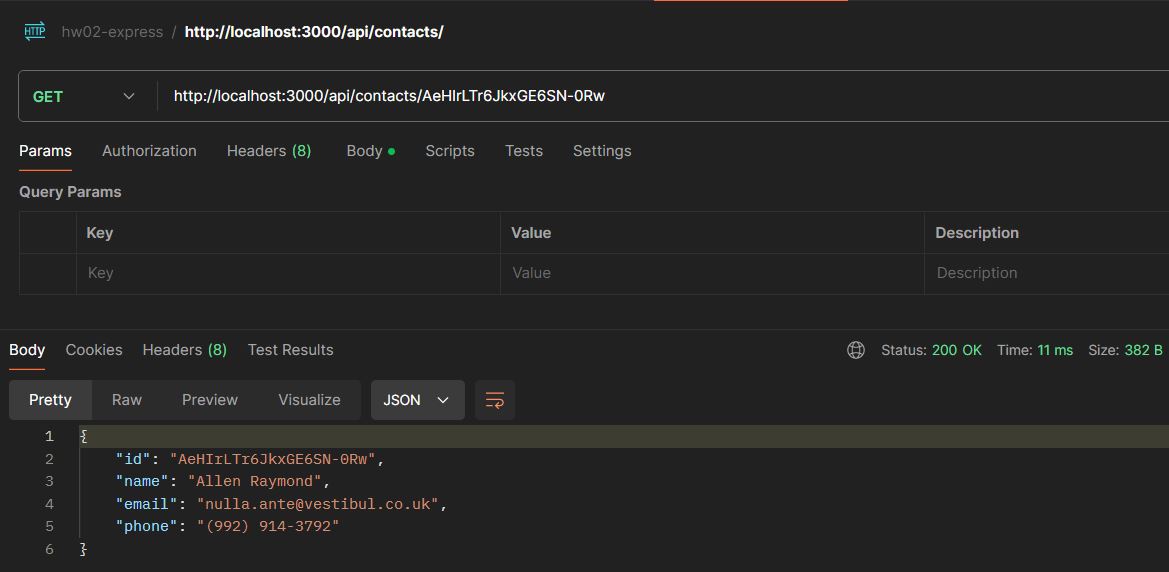 HTTP hw02-express / http://localhost:3000/api/contacts/
GET http://localhost:3000/api/contacts/AeHIrLTr6JkxGE6SN-0Rw
Params Authorization Headers (8) Body Scripts Tests Settings
Query Params
Key Value Description
Key Value Description
Body Cookies Headers (8) Test Results Status: 200 OK Time: 11 ms Size: 382 B
Pretty Raw Preview Visualize JSON
1 {
2 "id": "AeHIrLTr6JkxGE6SN-0Rw",
3 "name": "Allen Raymond",
4 "email": "nulla.ante@vestibul.co.uk",
5 "phone": "(992) 914-3792"
6 }